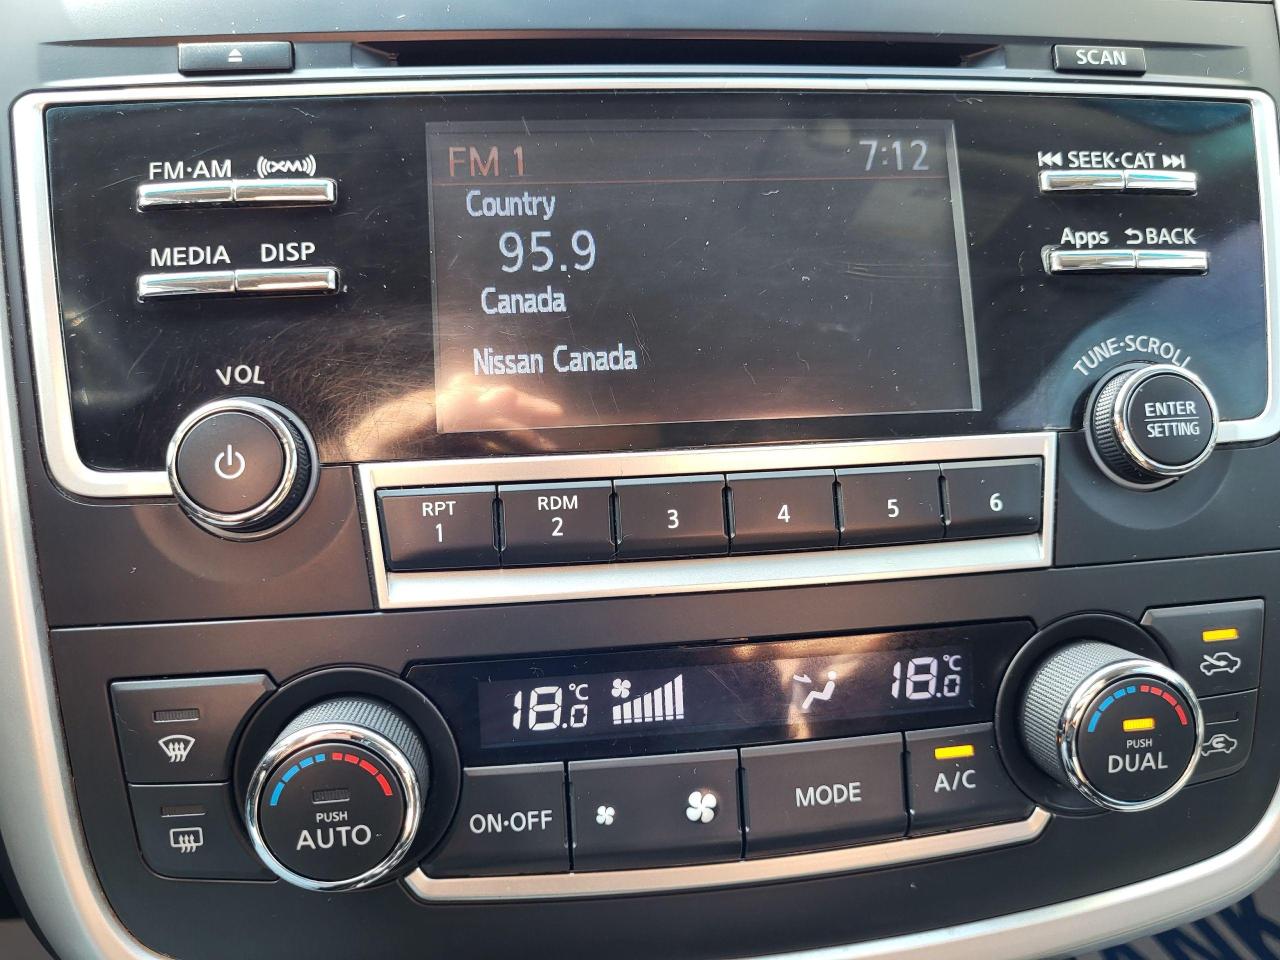 SCAN
FM·AM
XM
MEDIA
DISP
VOL
FM 1
7:12
Country
95.9
Canada
Nissan Canada
SEEK·CAT
Apps
BACK
TUNE·SCROLL
ENTER
SETTING
RPT
1
RDM
2
3
4
5
6
18.0 °C
18.0 °C
PUSH
AUTO
ON·OFF
MODE
A/C
PUSH
DUAL